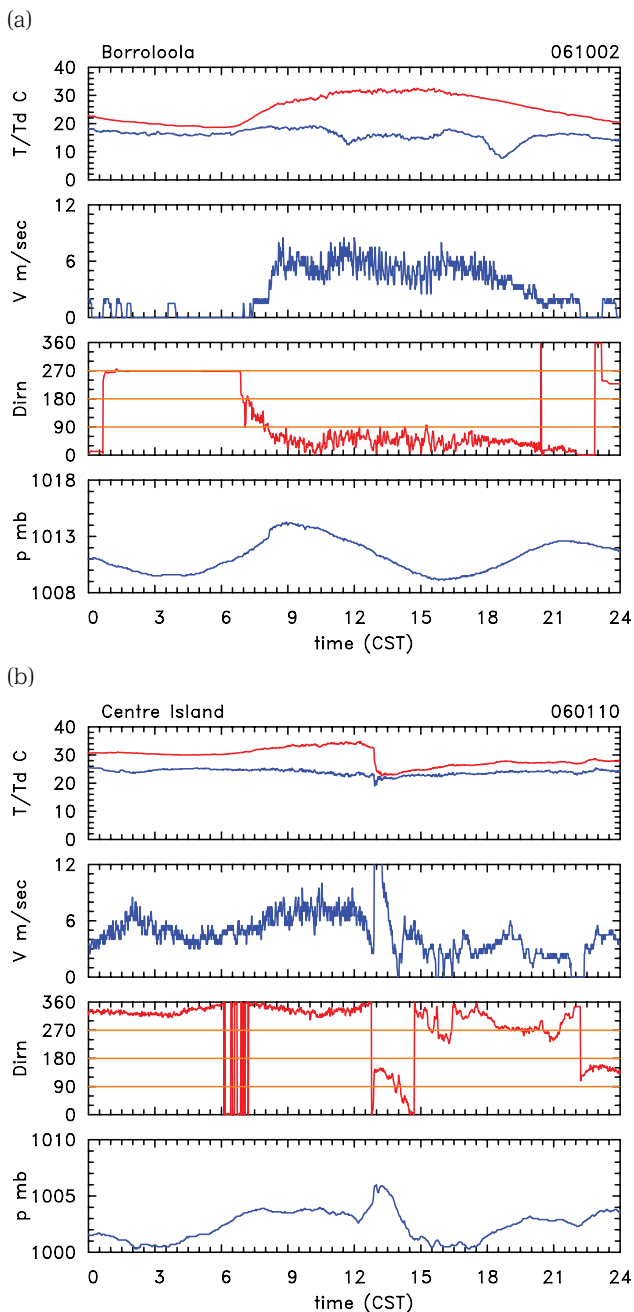 (a)
Borroloola 061002
40
30
20
10
0
T/Td C
12
6
0
V m/sec
360
270
180
90
0
Dirn
1018
1013
1008
p mb
0 3 6 9 12 15 18 21 24
time (CST)
(b)
Centre Island 060110
40
30
20
10
0
T/Td C
12
6
0
V m/sec
360
270
180
90
0
Dirn
1010
1005
1000
p mb
0 3 6 9 12 15 18 21 24
time (CST)